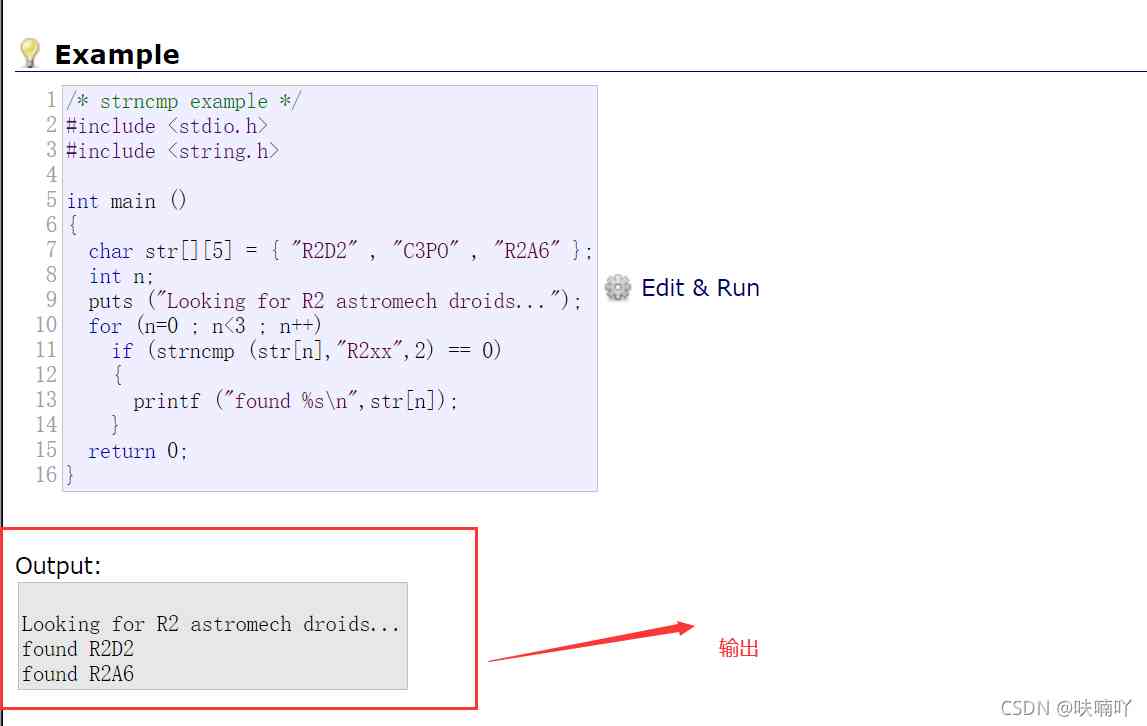 Example
1 /* strncmp example */
2 #include <stdio.h>
3 #include <string.h>
4
5 int main ()
6 {
7   char str[][5] = { "R2D2" , "C3PO" , "R2A6" };
8   int n;
9   puts ("Looking for R2 astromech droids...");
10   for (n=0 ; n<3 ; n++)
11     if (strncmp (str[n],"R2xx",2) == 0)
12     {
13       printf ("found %s\n",str[n]);
14     }
15   return 0;
16 }
Edit & Run
Output:
Looking for R2 astromech droids...
found R2D2
found R2A6
输出
CSDN @呋喃吖